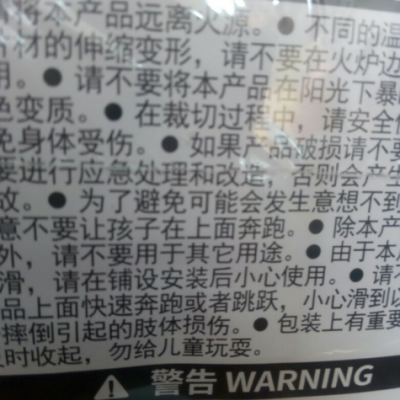 请将本产品远离火源。● 不同的温
片材的伸缩变形，请不要在火炉边
用。● 请不要将本产品在阳光下暴
色变质。● 在裁切过程中，请安全
免身体受伤。● 如果产品破损请不要
要进行应急处理和改造，否则会产生
故。● 为了避免可能会发生意想不到
意不要让孩子在上面奔跑。● 除本产
外，请不要用于其它用途。● 由于本
滑，请在铺设安装后小心使用。● 请
品上面快速奔跑或者跳跃，小心滑到以
摔倒引起的肢体损伤。● 包装上有重要
时收起，勿给儿童玩耍。
警告 WARNING